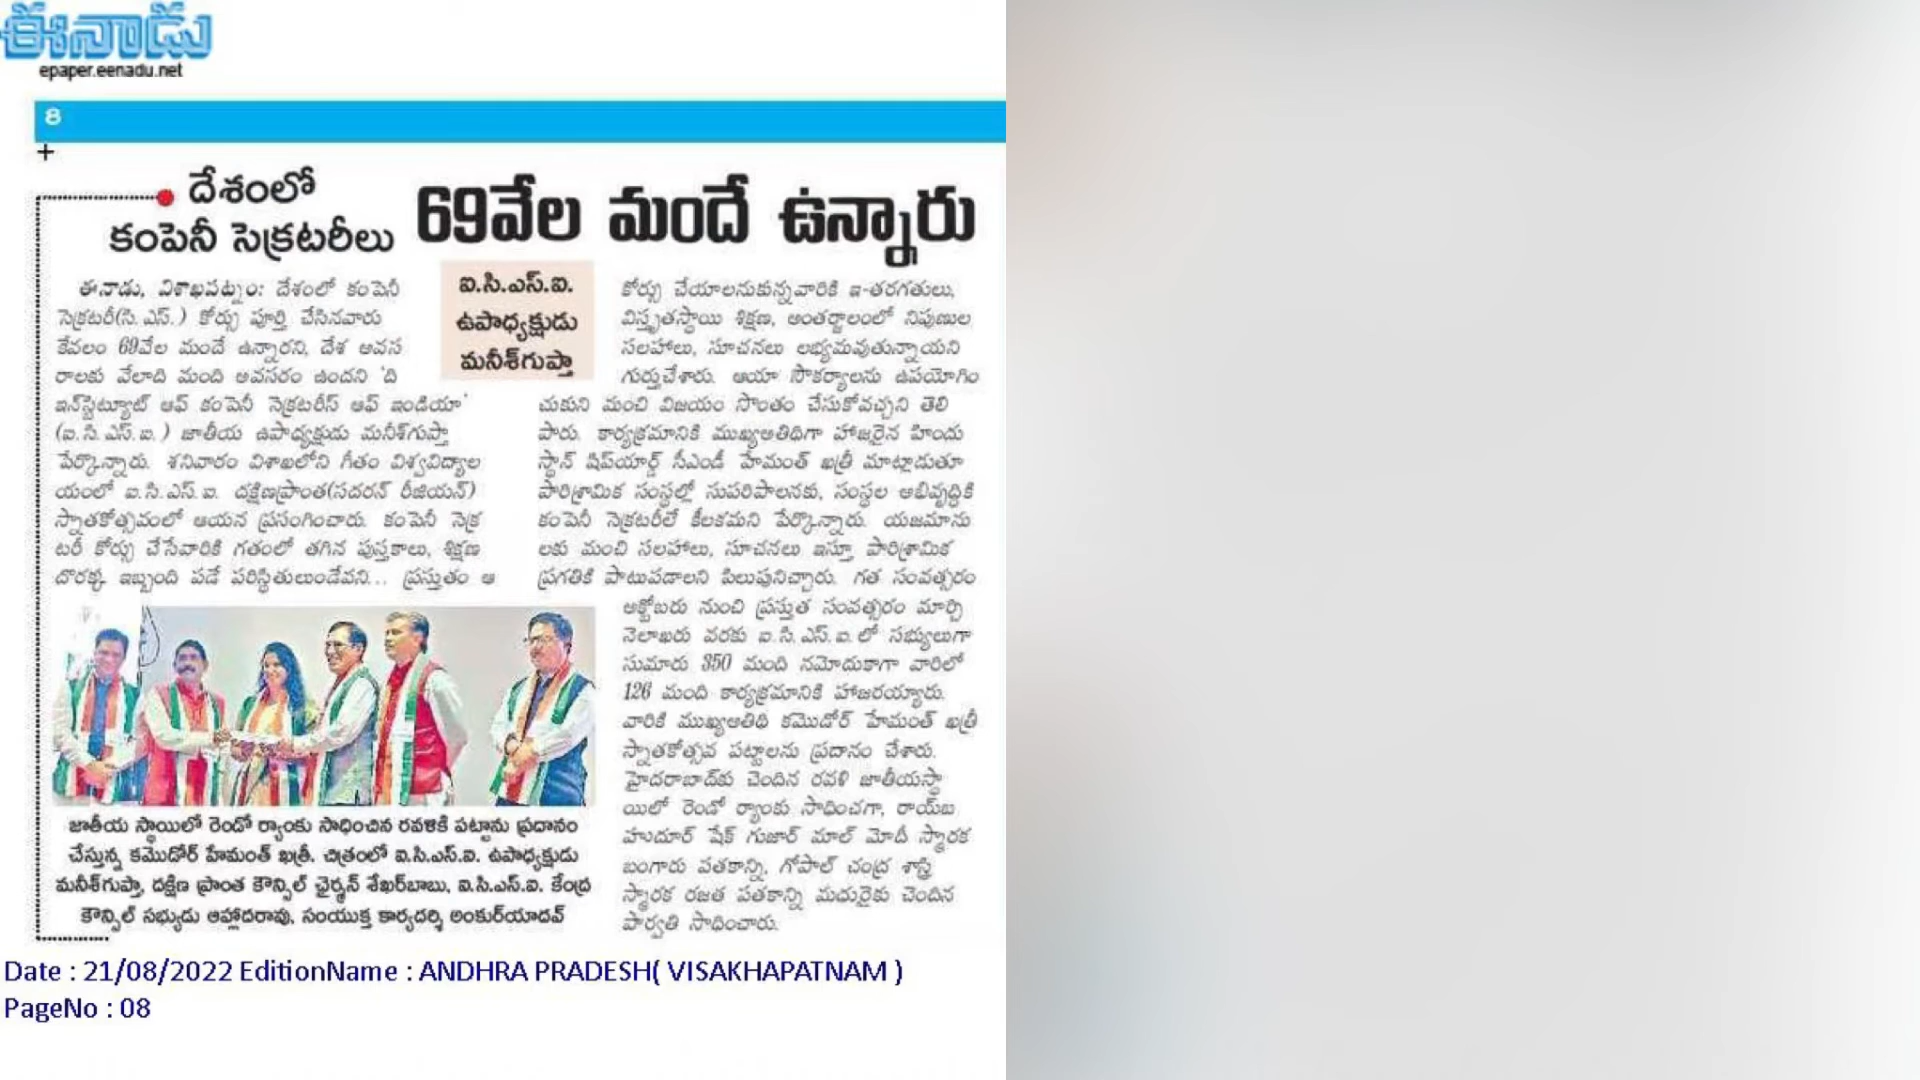 ఈనాడు
epaper.eenadu.net
8
దేశంలో
కంపెనీ సెక్రటరీలు
69వేల మందే ఉన్నారు
ఐ.సి.ఎస్.ఐ.
ఉపాధ్యక్షుడు
మనీశ్‌గుప్తా
ఈనాడు, విశాఖపట్నం: దేశంలో కంపెనీ
సెక్రటరీ(సి.ఎస్.) కోర్సు పూర్తి చేసినవారు
కేవలం 69వేల మందే ఉన్నారని, దేశ అవస
రాలకు వేలాది మంది అవసరం ఉందని 'ది
ఇన్‌స్టిట్యూట్ ఆఫ్ కంపెనీ సెక్రటరీస్ ఆఫ్ ఇండియా'
(ఐ.సి.ఎస్.ఐ.) జాతీయ ఉపాధ్యక్షుడు మనీశ్‌గుప్తా
పేర్కొన్నారు. శనివారం విశాఖలోని గీతం విశ్వవిద్యాల
యంలో ఐ.సి.ఎస్.ఐ. దక్షిణప్రాంత(సదరన్ రీజియన్)
స్నాతకోత్సవంలో ఆయన ప్రసంగించారు. కంపెనీ సెక్ర
టరీ కోర్సు చేసేవారికి గతంలో తగిన పుస్తకాలు, శిక్షణ
దొరక్క ఇబ్బంది పడే పరిస్థితులుండేవని... ప్రస్తుతం ఆ
కోర్సు చేయాలనుకున్నవారికి ఇ-తరగతులు,
విస్తృతస్థాయి శిక్షణ, అంతర్జాలంలో నిపుణుల
సలహాలు, సూచనలు లభ్యమవుతున్నాయని
గుర్తుచేశారు. ఆయా సౌకర్యాలను ఉపయోగిం
చుకుని మంచి విజయం సొంతం చేసుకోవచ్చని తెలి
పారు. కార్యక్రమానికి ముఖ్యఅతిథిగా హాజరైన హిందు
స్థాన్ షిప్‌యార్డ్ సీఎండీ హేమంత్ ఖత్రీ మాట్లాడుతూ
పారిశ్రామిక సంస్థల్లో సుపరిపాలనకు, సంస్థల అభివృద్ధికి
కంపెనీ సెక్రటరీలే కీలకమని పేర్కొన్నారు. యజమాను
లకు మంచి సలహాలు, సూచనలు ఇస్తూ పారిశ్రామిక
ప్రగతికి పాటుపడాలని పిలుపునిచ్చారు. గత సంవత్సరం
అక్టోబరు నుంచి ప్రస్తుత సంవత్సరం మార్చి
నెలాఖరు వరకు ఐ.సి.ఎస్.ఐ.లో సభ్యులుగా
సుమారు 350 మంది నమోదుకాగా వారిలో
126 మంది కార్యక్రమానికి హాజరయ్యారు.
వారికి ముఖ్యఅతిథి కమొడోర్ హేమంత్ ఖత్రీ
స్నాతకోత్సవ పట్టాలను ప్రదానం చేశారు.
హైదరాబాద్‌కు చెందిన రవళి జాతీయస్థా
యిలో రెండో ర్యాంకు సాధించగా, రాయ్‌బ
హుదూర్ షేక్ గుజార్ మాల్ మోదీ స్మారక
బంగారు పతకాన్ని, గోపాల్ చంద్ర శాస్త్రి
స్మారక రజత పతకాన్ని మధురైకు చెందిన
పార్వతి సాధించారు.
జాతీయ స్థాయిలో రెండో ర్యాంకు సాధించిన రవళికి పట్టాను ప్రదానం
చేస్తున్న కమొడోర్ హేమంత్ ఖత్రీ. చిత్రంలో ఐ.సి.ఎస్.ఐ. ఉపాధ్యక్షుడు
మనీశ్‌గుప్తా, దక్షిణ ప్రాంత కౌన్సిల్ ఛైర్మన్ శేఖర్‌బాబు, ఐ.సి.ఎస్.ఐ. కేంద్ర
కౌన్సిల్ సభ్యుడు ఆహ్లాదరావు, సంయుక్త కార్యదర్శి అంకుర్‌యాదవ్
Date : 21/08/2022 EditionName : ANDHRA PRADESH( VISAKHAPATNAM )
PageNo : 08